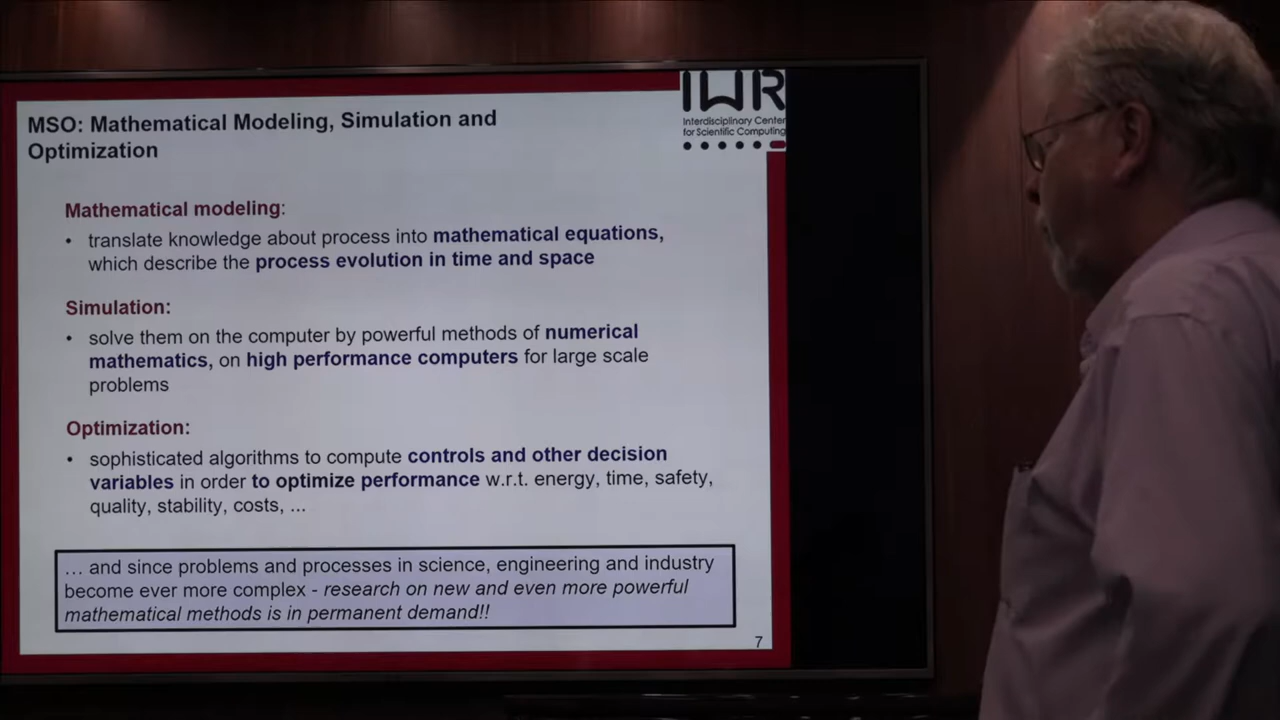 MSO: Mathematical Modeling, Simulation and
Optimization
IWR
Interdisciplinary Center
for Scientific Computing
Mathematical modeling:
• translate knowledge about process into mathematical equations,
which describe the process evolution in time and space
Simulation:
• solve them on the computer by powerful methods of numerical
mathematics, on high performance computers for large scale
problems
Optimization:
• sophisticated algorithms to compute controls and other decision
variables in order to optimize performance w.r.t. energy, time, safety,
quality, stability, costs, ...
… and since problems and processes in science, engineering and industry
become ever more complex - research on new and even more powerful
mathematical methods is in permanent demand!!
7